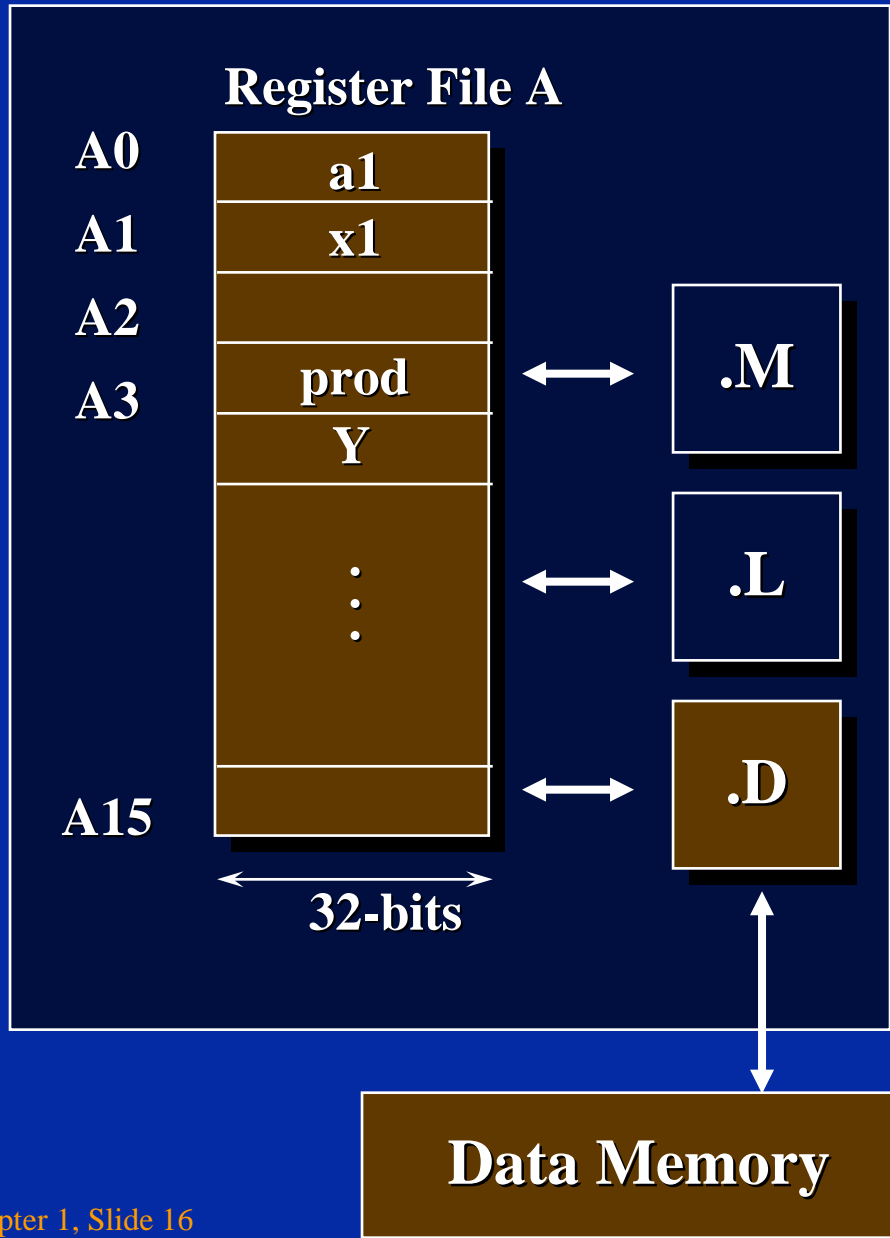 Register File A
A0
a1
A1
x1
A2
prod
.M
A3
Y
.
.
.
.L
.D
A15
32-bits
Data Memory
pter 1, Slide 16